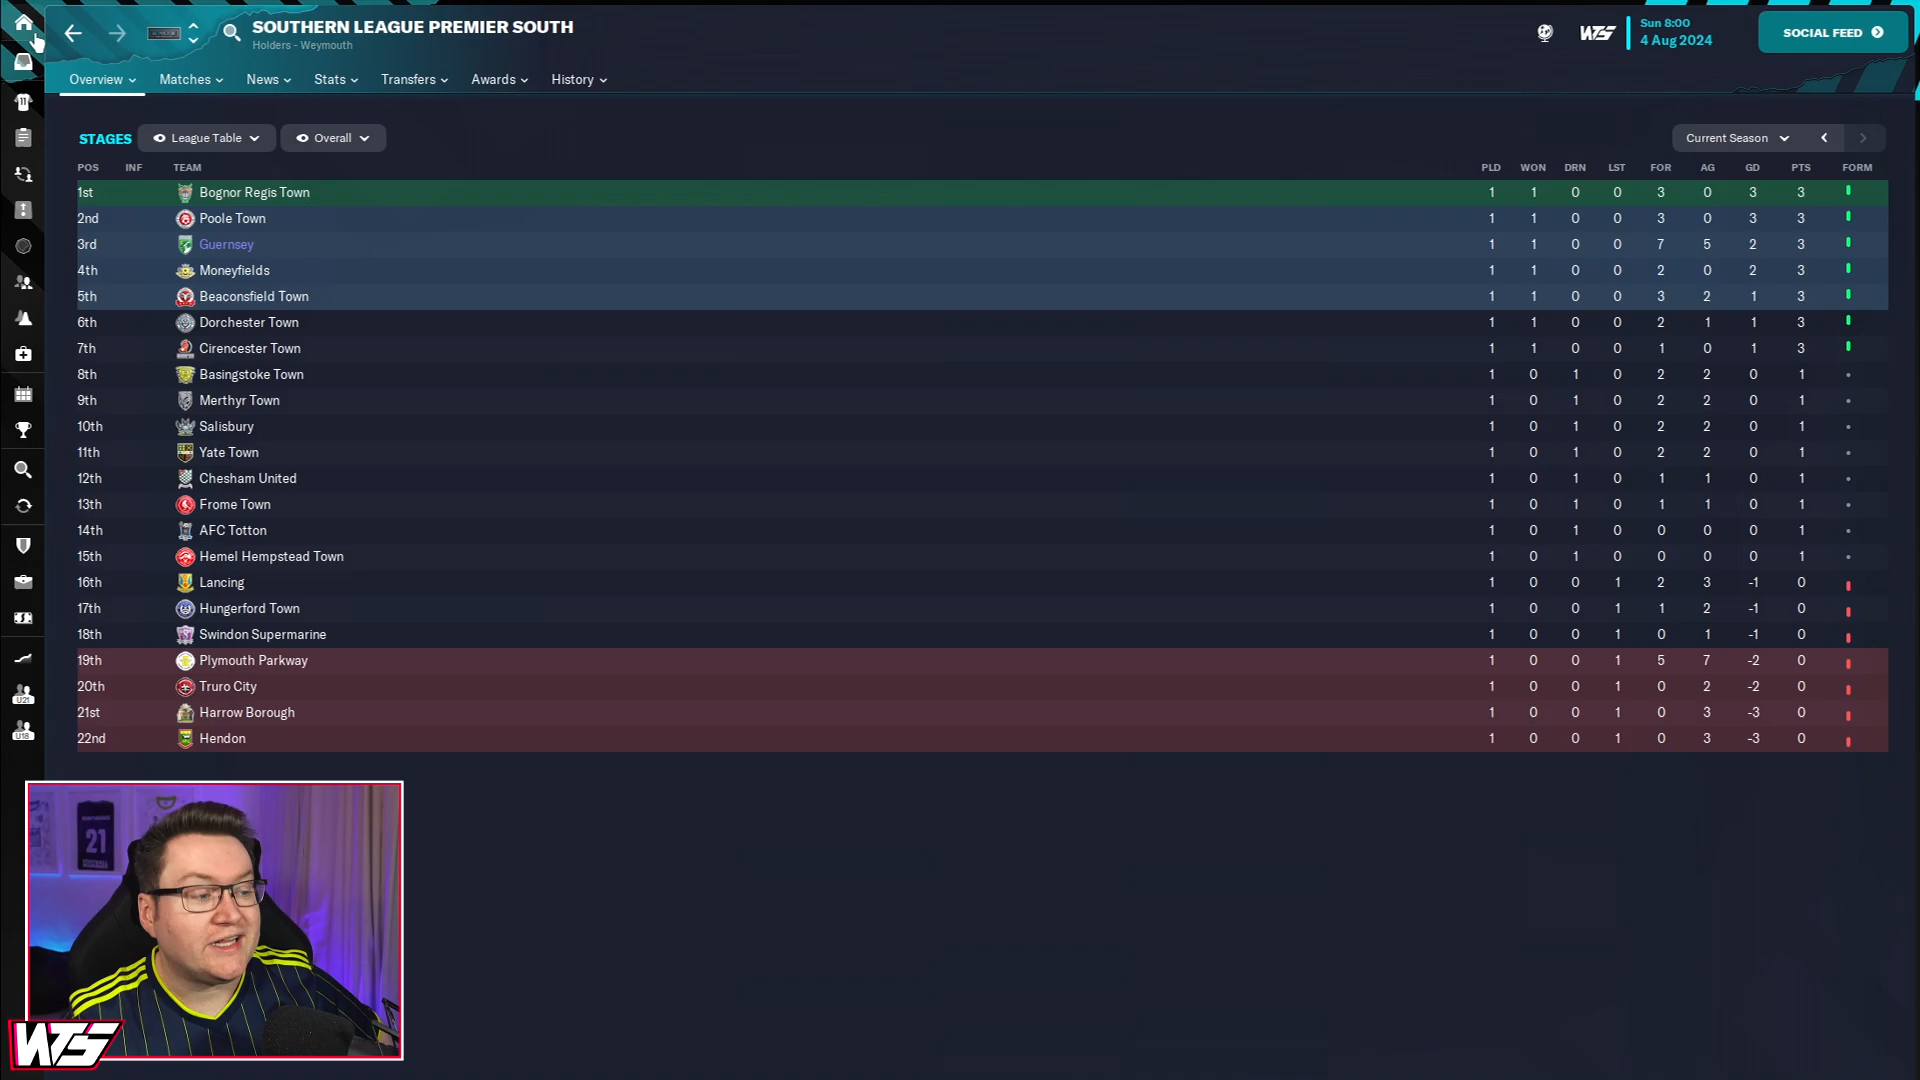 SOUTHERN LEAGUE PREMIER SOUTH
Holders - Weymouth
WTS
Sun 8:00
4 Aug 2024
SOCIAL FEED
Overview Matches News Stats Transfers Awards History
STAGES League Table Overall Current Season
POS INF TEAM PLD WON DRN LST FOR AG GD PTS FORM
1st Bognor Regis Town 1 1 0 0 3 0 3 3
2nd Poole Town 1 1 0 0 3 0 3 3
3rd Guernsey 1 1 0 0 7 5 2 3
4th Moneyfields 1 1 0 0 2 0 2 3
5th Beaconsfield Town 1 1 0 0 3 2 1 3
6th Dorchester Town 1 1 0 0 2 1 1 3
7th Cirencester Town 1 1 0 0 1 0 1 3
8th Basingstoke Town 1 0 1 0 2 2 0 1
9th Merthyr Town 1 0 1 0 2 2 0 1
10th Salisbury 1 0 1 0 2 2 0 1
11th Yate Town 1 0 1 0 2 2 0 1
12th Chesham United 1 0 1 0 1 1 0 1
13th Frome Town 1 0 1 0 1 1 0 1
14th AFC Totton 1 0 1 0 0 0 0 1
15th Hemel Hempstead Town 1 0 1 0 0 0 0 1
16th Lancing 1 0 0 1 2 3 -1 0
17th Hungerford Town 1 0 0 1 1 2 -1 0
18th Swindon Supermarine 1 0 0 1 0 1 -1 0
19th Plymouth Parkway 1 0 0 1 5 7 -2 0
20th Truro City 1 0 0 1 0 2 -2 0
21st Harrow Borough 1 0 0 1 0 3 -3 0
22nd Hendon 1 0 0 1 0 3 -3 0
11
U21
U18
21
WTS